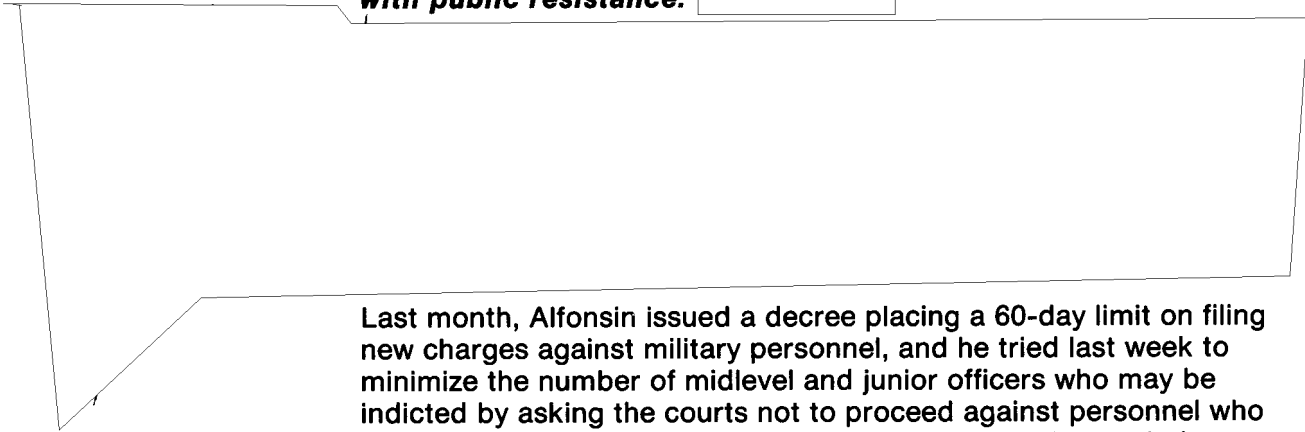 with public resistance.
Last month, Alfonsin issued a decree placing a 60-day limit on filing
new charges against military personnel, and he tried last week to
minimize the number of midlevel and junior officers who may be
indicted by asking the courts not to proceed against personnel who